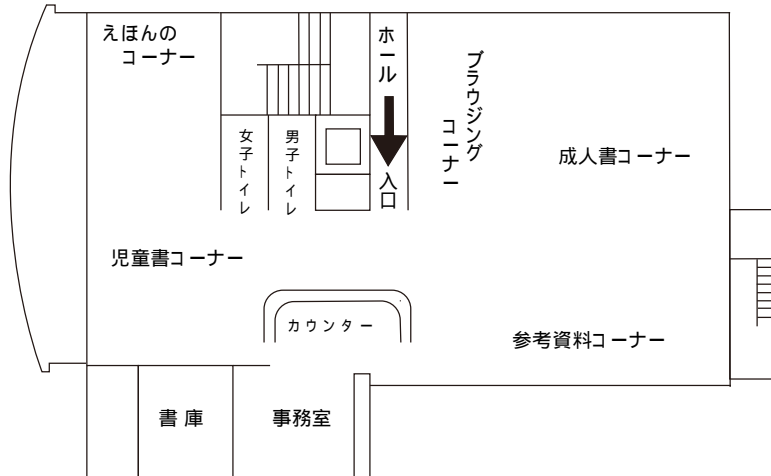 えほんの
コーナー
ホール
入口
ブラウジング
コーナー
成人書コーナー
女子トイレ
男子トイレ
児童書コーナー
カウンター
参考資料コーナー
書庫
事務室